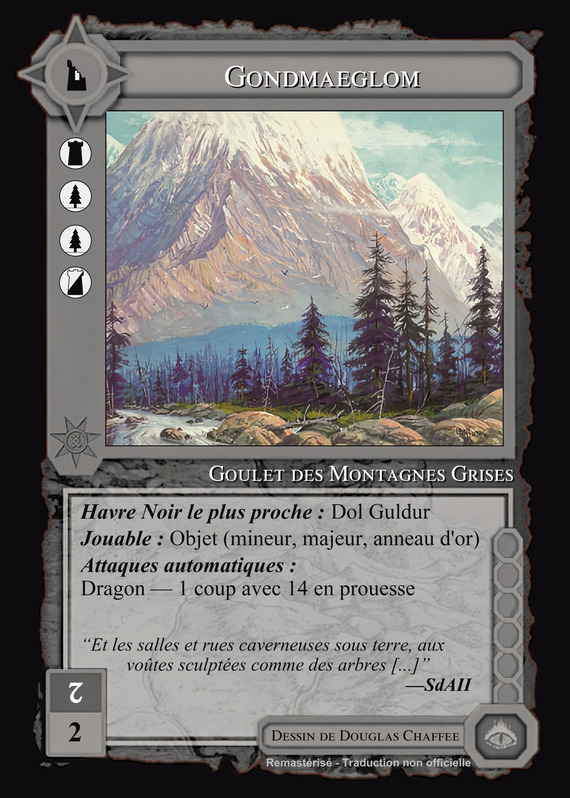 Gondmaeglom
Goulet des Montagnes Grises
Havre Noir le plus proche : Dol Guldur
Jouable : Objet (mineur, majeur, anneau d'or)
Attaques automatiques :
Dragon — 1 coup avec 14 en prouesse
“Et les salles et rues caverneuses sous terre, aux
voûtes sculptées comme des arbres [...]”
—SdAII
2
2
Dessin de Douglas Chaffee
Remastérisé - Traduction non officielle